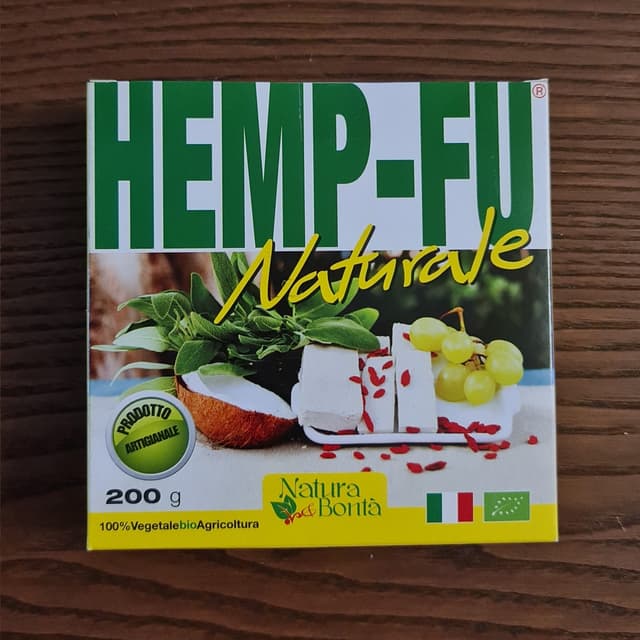 HEMP-FU®
Naturale
PRODOTTO
ARTIGIANALE
200 g
Natura
è Bontà
100%VegetalebioAgricoltura